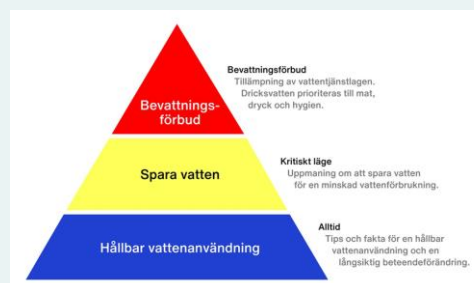 Bevattningsförbud
Tillämpning av vattentjänstlagen.
Dricksvatten prioriteras till mat,
dryck och hygien.
Bevattnings-
förbud
Kritiskt läge
Uppmaning om att spara vatten
för en minskad vattenförbrukning.
Spara vatten
Alltid
Tips och fakta för en hållbar
vattenanvändning och en
långsiktig beteendeförändring.
Hållbar vattenanvändning